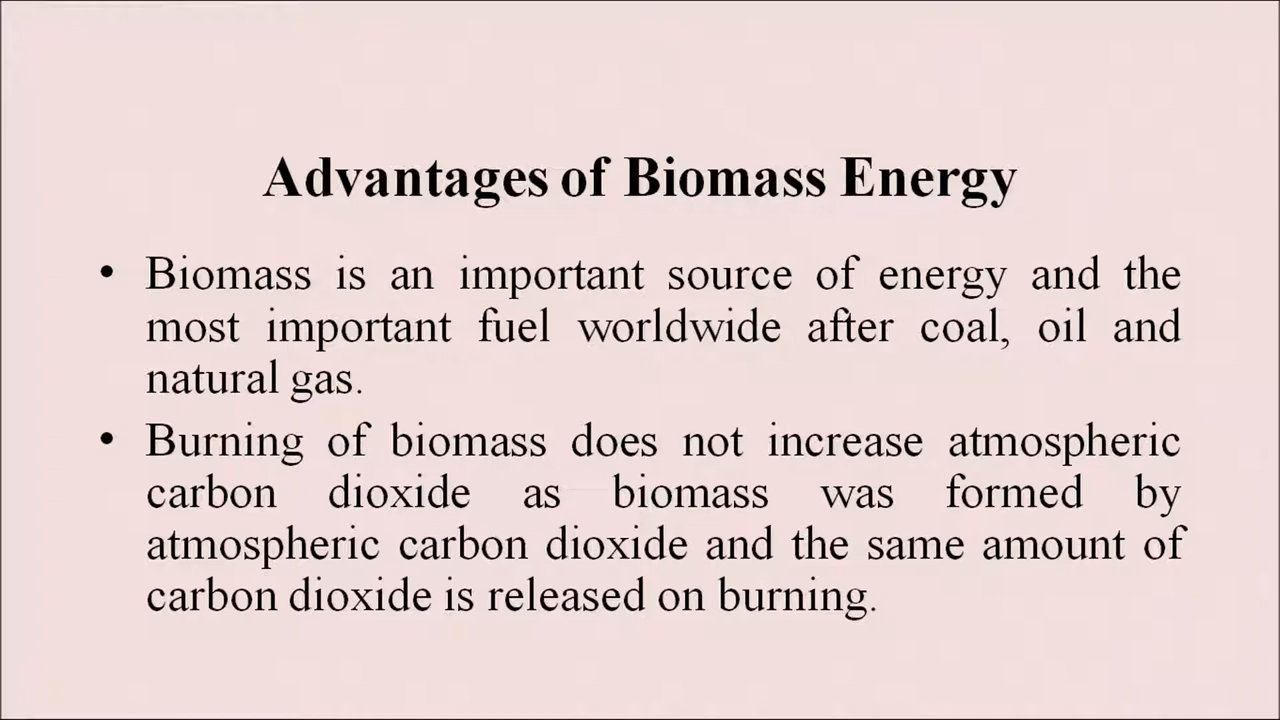 Advantages of Biomass Energy
• Biomass is an important source of energy and the
most important fuel worldwide after coal, oil and
natural gas.
• Burning of biomass does not increase atmospheric
carbon dioxide as biomass was formed by
atmospheric carbon dioxide and the same amount of
carbon dioxide is released on burning.